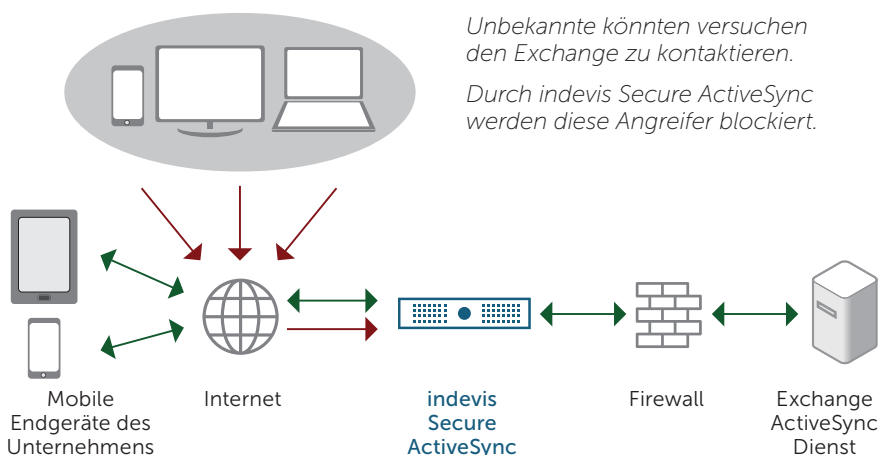 Unbekannte könnten versuchen
den Exchange zu kontaktieren.
Durch indevis Secure ActiveSync
werden diese Angreifer blockiert.
Mobile
Endgeräte des
Unternehmens
Internet
indevis
Secure
ActiveSync
Firewall
Exchange
ActiveSync
Dienst